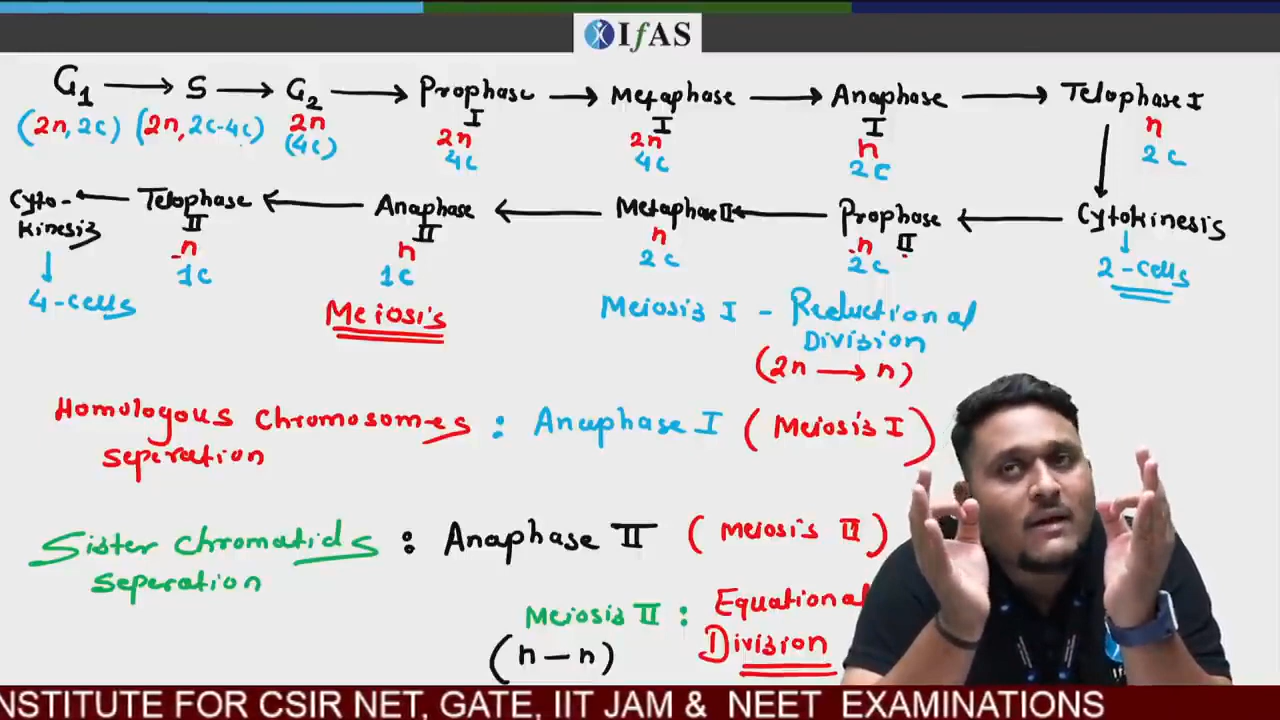 IfAS
G1 → S → G2 → Prophase I → Metaphase I → Anaphase I → Telophase I
(2n, 2c) (2n, 2c-4c) 2n (4c) 2n 4c 2n 4c n 2c n 2c
Cyto-kinesis ← Telophase II ← Anaphase II ← Metaphase II ← Prophase II ← Cytokinesis
4-cells n 1c n 1c n 2c n 2c 2-cells
Meiosis
Meiosis I - Reductional
Division
(2n → n)
Homologous chromosomes : Anaphase I (Meiosis I)
seperation
Sister chromatids : Anaphase II (Meiosis II)
seperation
Meiosis II : Equational
Division
(n - n)
NSTITUTE FOR CSIR NET, GATE, IIT JAM & NEET EXAMINATIONS